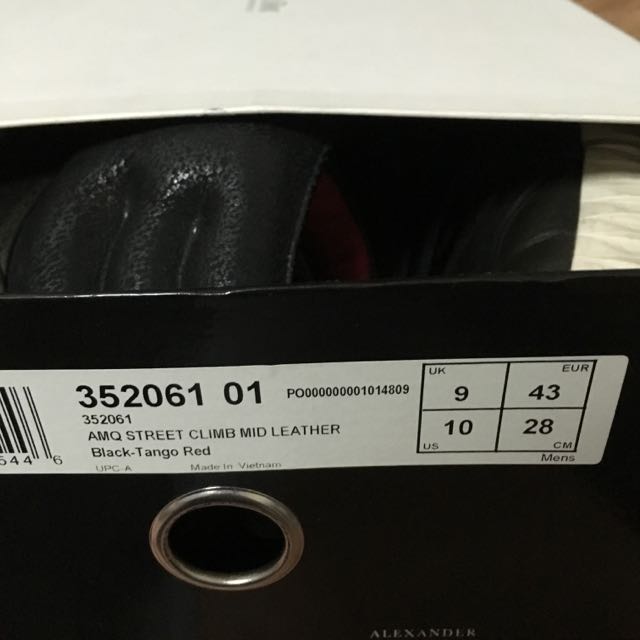 352061 01 PO000000001014809
352061
AMQ STREET CLIMB MID LEATHER
Black-Tango Red
UPC-A Made In Vietnam
544 6
UK 9
EUR 43
US 10
CM 28
Mens
ALEXANDER